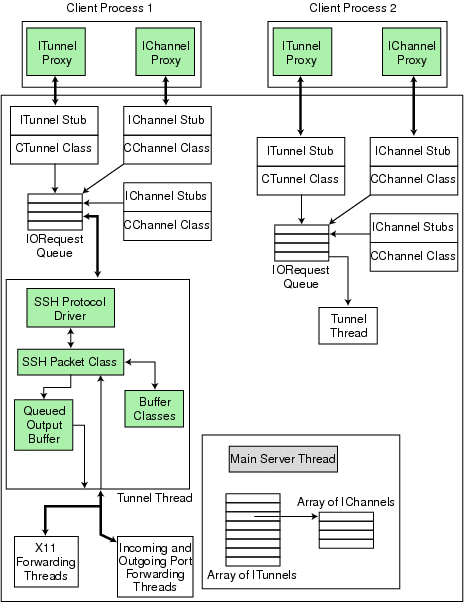 Client Process 1
Client Process 2
ITunnel
Proxy
IChannel
Proxy
ITunnel
Proxy
IChannel
Proxy
ITunnel Stub
CTunnel Class
IChannel Stub
CChannel Class
IChannel Stubs
CChannel Class
IORequest
Queue
ITunnel Stub
CTunnel Class
IChannel Stub
CChannel Class
IChannel Stubs
CChannel Class
IORequest
Queue
Tunnel
Thread
SSH Protocol
Driver
SSH Packet Class
Queued
Output
Buffer
Buffer
Classes
Tunnel Thread
X11
Forwarding
Threads
Incoming and
Outgoing Port
Forwarding
Threads
Main Server Thread
Array of IChannels
Array of ITunnels